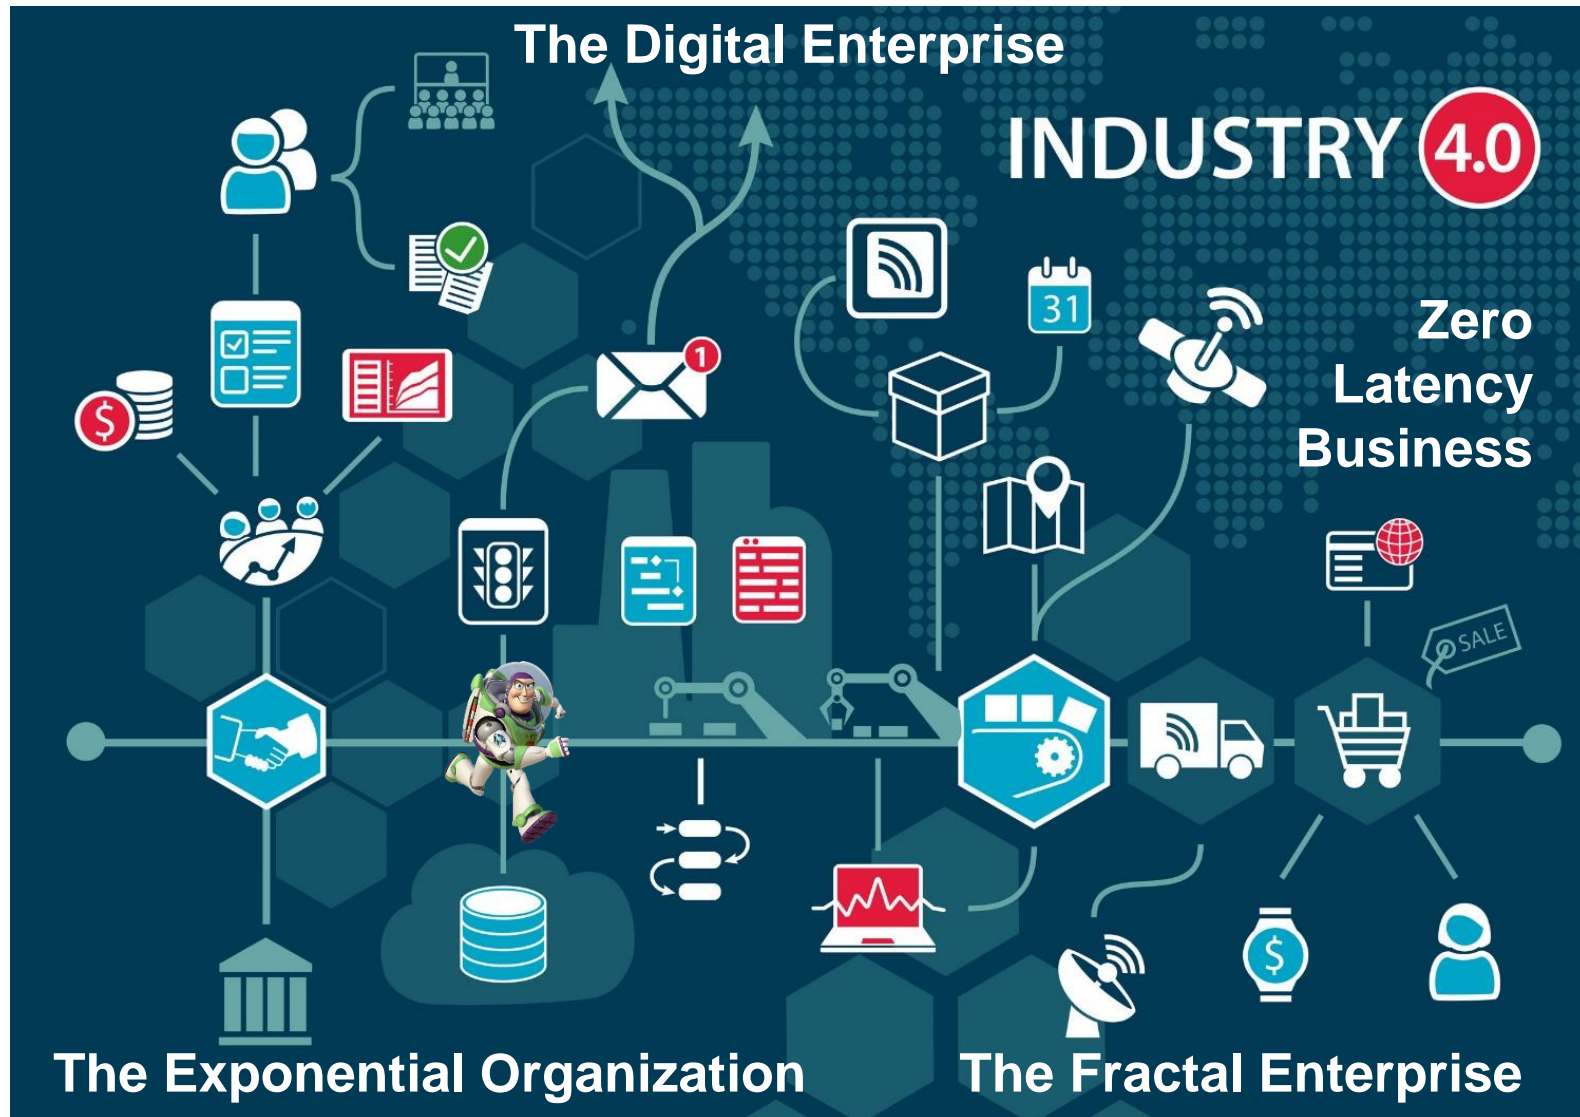 The Digital Enterprise
INDUSTRY 4.0
31
1
Zero
Latency
Business
$
SALE
$
The Exponential Organization
The Fractal Enterprise